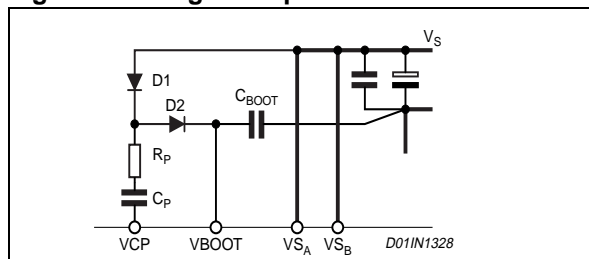 V_S
D1
D2
C_BOOT
R_P
C_P
VCP VBOOT VS_A VS_B D01IN1328